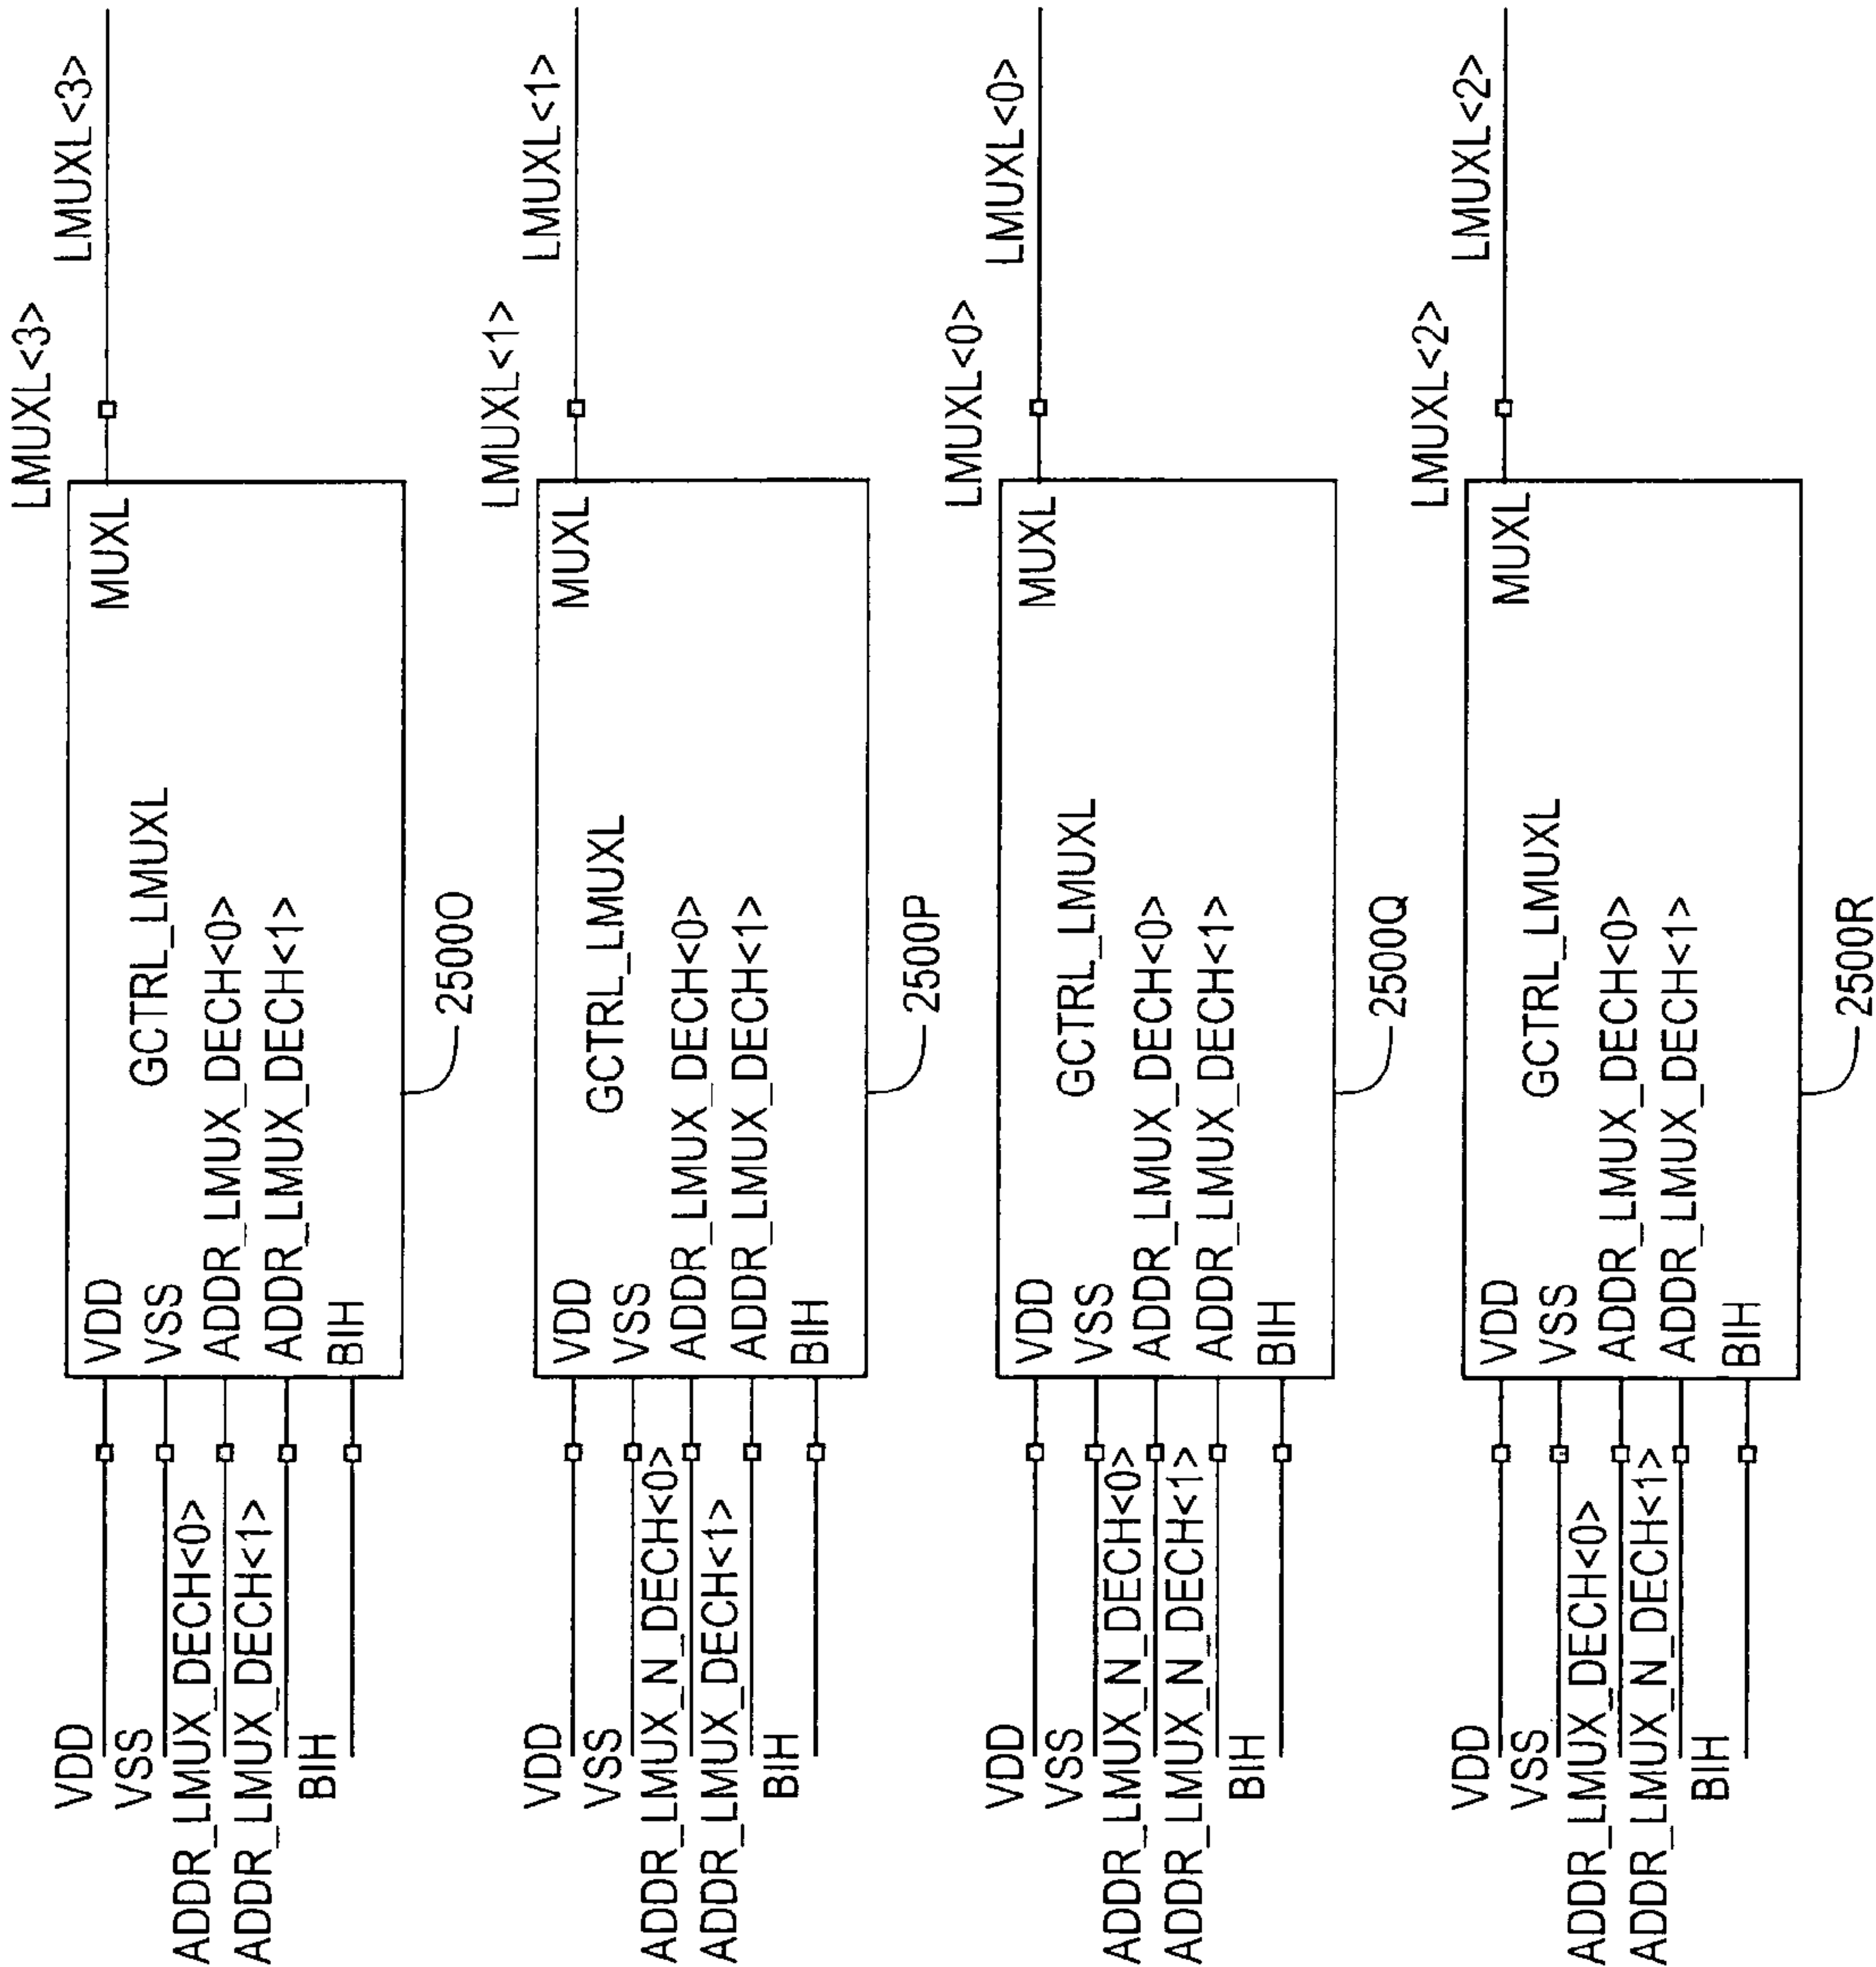 LMUXL<3>
LMUXL<3>
MUXL
GCTRL_LMUXL
VDD
VSS
ADDR_LMUX_DECH<0>
ADDR_LMUX_DECH<1>
BIH
VDD
VSS
ADDR_LMUX_DECH<0>
ADDR_LMUX_DECH<1>
BIH
2500O
LMUXL<1>
LMUXL<1>
MUXL
GCTRL_LMUXL
VDD
VSS
ADDR_LMUX_DECH<0>
ADDR_LMUX_DECH<1>
BIH
VDD
VSS
ADDR_LMUX_N_DECH<0>
ADDR_LMUX_DECH<1>
BIH
2500P
LMUXL<0>
LMUXL<0>
MUXL
GCTRL_LMUXL
VDD
VSS
ADDR_LMUX_DECH<0>
ADDR_LMUX_DECH<1>
BIH
VDD
VSS
ADDR_LMUX_N_DECH<0>
ADDR_LMUX_N_DECH<1>
BIH
2500Q
LMUXL<2>
LMUXL<2>
MUXL
GCTRL_LMUXL
VDD
VSS
ADDR_LMUX_DECH<0>
ADDR_LMUX_DECH<1>
BIH
VDD
VSS
ADDR_LMUX_DECH<0>
ADDR_LMUX_N_DECH<1>
BIH
2500R